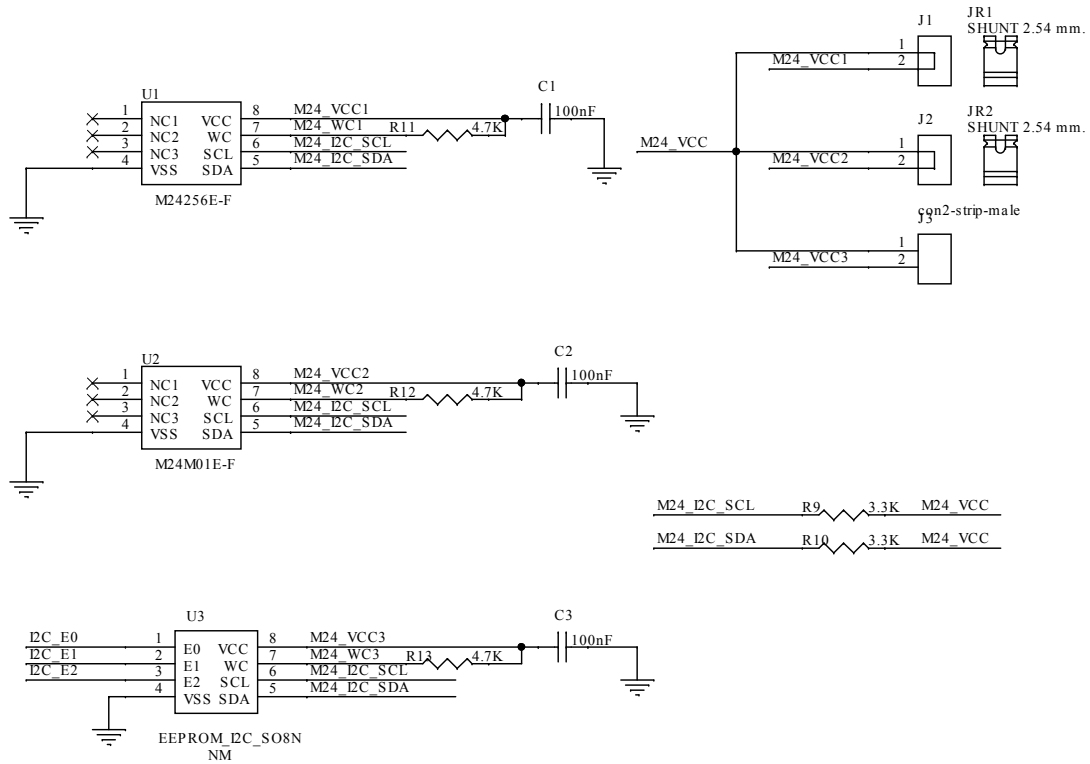 J1
JR1
SHUNT 2.54 mm.
1
2
M24_VCC1
U1
1
2
3
4
NC1
NC2
NC3
VSS
VCC
WC
SCL
SDA
8
7
6
5
M24_VCC1
M24_WC1
M24_I2C_SCL
M24_I2C_SDA
R11
4.7K
C1
100nF
M24256E-F
M24_VCC
J2
JR2
SHUNT 2.54 mm.
1
2
M24_VCC2
con2-strip-male
J3
1
2
M24_VCC3
U2
1
2
3
4
NC1
NC2
NC3
VSS
VCC
WC
SCL
SDA
8
7
6
5
M24_VCC2
M24_WC2
M24_I2C_SCL
M24_I2C_SDA
R12
4.7K
C2
100nF
M24M01E-F
M24_I2C_SCL R9 3.3K M24_VCC
M24_I2C_SDA R10 3.3K M24_VCC
U3
I2C_E0
I2C_E1
I2C_E2
1
2
3
4
E0
E1
E2
VSS
VCC
WC
SCL
SDA
8
7
6
5
M24_VCC3
M24_WC3
M24_I2C_SCL
M24_I2C_SDA
R13
4.7K
C3
100nF
EEPROM_I2C_SO8N
NM